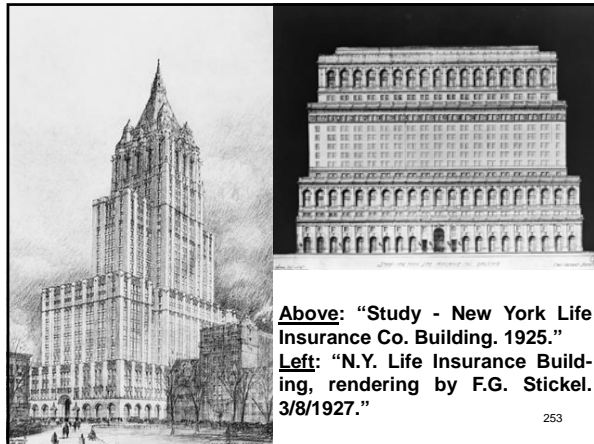 Above: “Study - New York Life
Insurance Co. Building. 1925.”
Left: “N.Y. Life Insurance Build-
ing, rendering by F.G. Stickel.
3/8/1927.”
253